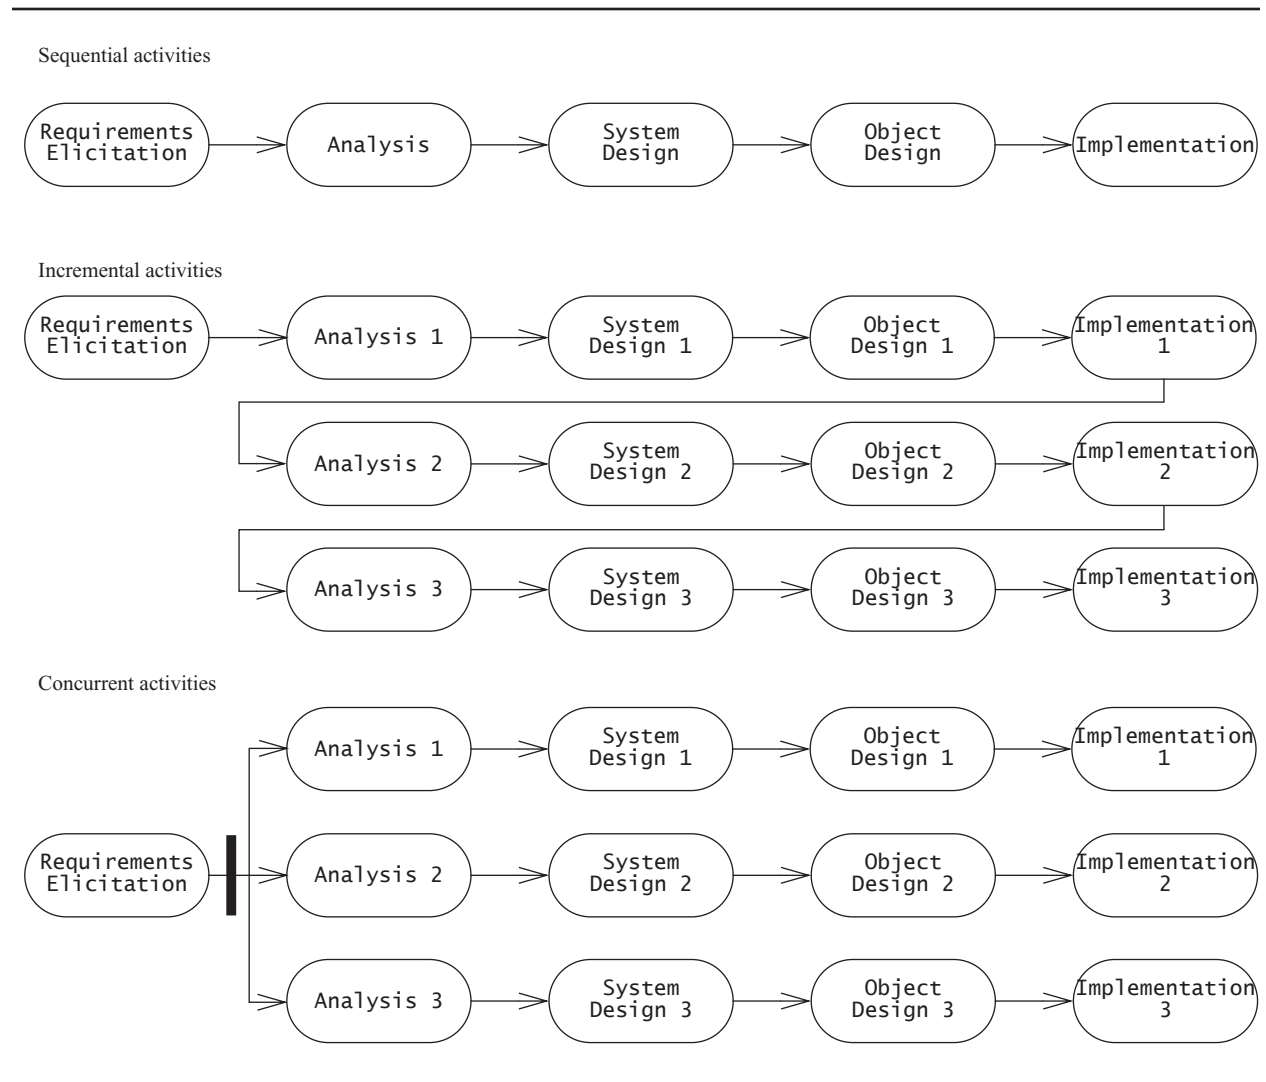 Sequential activities
Requirements
Elicitation
Analysis
System
Design
Object
Design
Implementation
Incremental activities
Requirements
Elicitation
Analysis 1
System
Design 1
Object
Design 1
Implementation
1
Analysis 2
System
Design 2
Object
Design 2
Implementation
2
Analysis 3
System
Design 3
Object
Design 3
Implementation
3
Concurrent activities
Analysis 1
System
Design 1
Object
Design 1
Implementation
1
Requirements
Elicitation
Analysis 2
System
Design 2
Object
Design 2
Implementation
2
Analysis 3
System
Design 3
Object
Design 3
Implementation
3